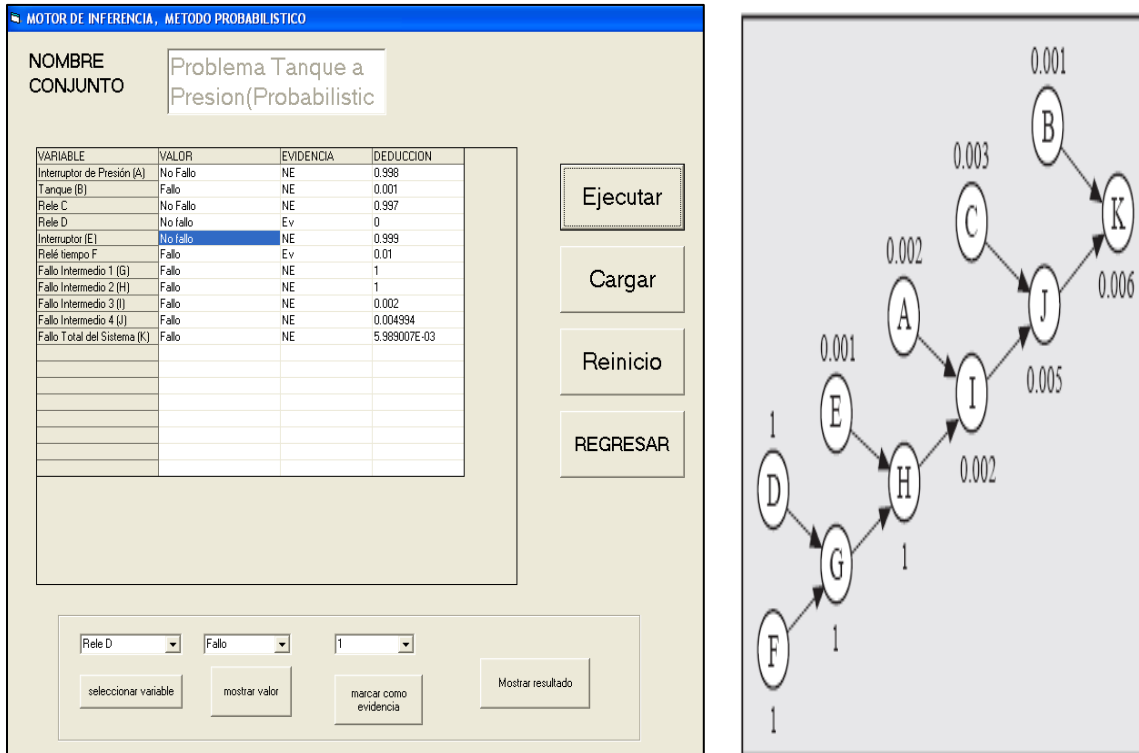 MOTOR DE INFERENCIA, METODO PROBABILISTICO
NOMBRE
CONJUNTO
Problema Tanque a
Presion(Probabilistic
VARIABLE VALOR EVIDENCIA DEDUCCION
Interruptor de Presión (A) No Fallo NE 0.998
Tanque (B) Fallo NE 0.001
Rele C No Fallo NE 0.997
Rele D No fallo Ev 0
Interruptor (E) No fallo NE 0.999
Relé tiempo F Fallo Ev 0.01
Fallo Intermedio 1 (G) Fallo NE 1
Fallo Intermedio 2 (H) Fallo NE 1
Fallo Intermedio 3 (I) Fallo NE 0.002
Fallo Intermedio 4 (J) Fallo NE 0.004994
Fallo Total del Sistema (K) Fallo NE 5.989007E-03
Ejecutar
Cargar
Reinicio
REGRESAR
Rele D Fallo 1
seleccionar variable
mostrar valor
marcar como
evidencia
Mostrar resultado
0.001
B
0.003
C
K
0.006
0.002
A
J
0.005
0.001
E
I
0.002
1
D
H
1
G
1
F
1